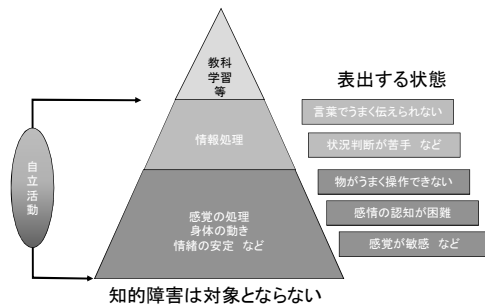 教科
学習
等
表出する状態
言葉でうまく伝えられない
情報処理
状況判断が苦手 など
自立活動
物がうまく操作できない
感覚の処理
身体の動き
情緒の安定 など
感情の認知が困難
感覚が敏感 など
知的障害は対象とならない